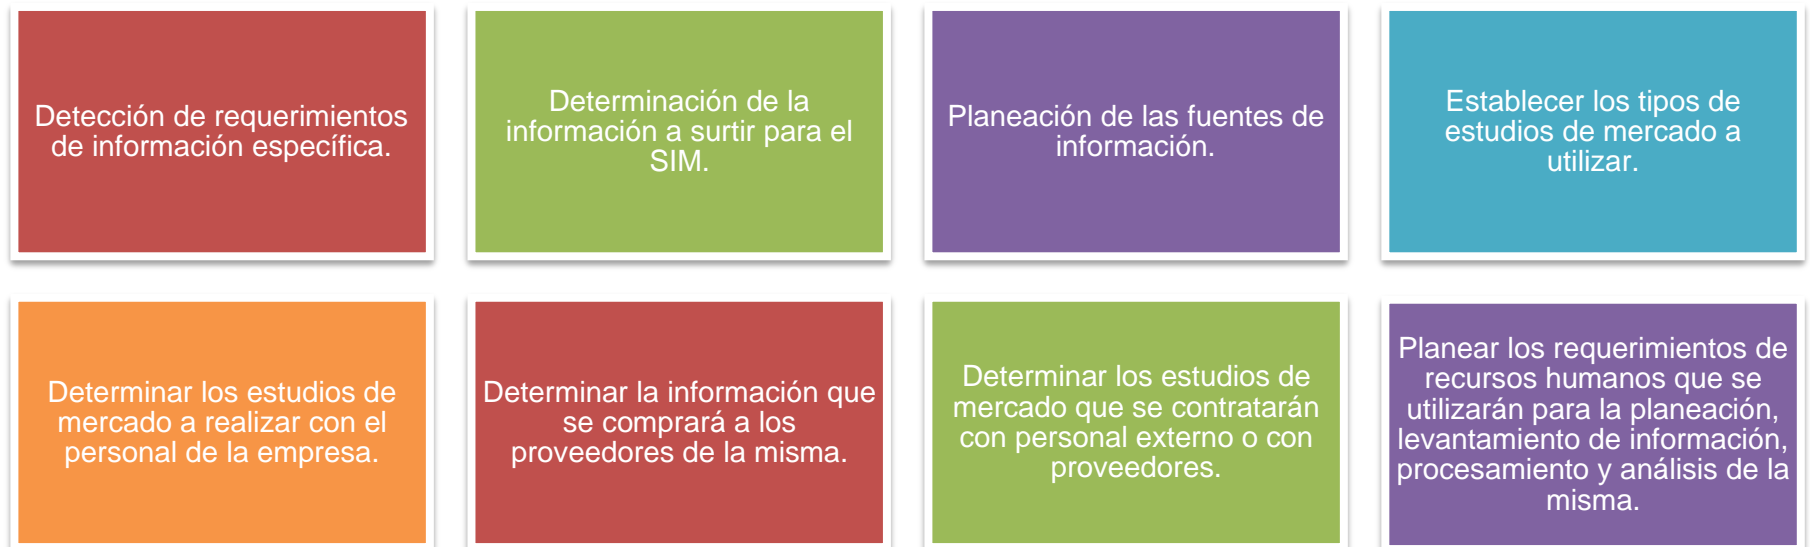 Detección de requerimientos
de información específica.
Determinación de la
información a surtir para el
SIM.
Planeación de las fuentes de
información.
Establecer los tipos de
estudios de mercado a
utilizar.
Determinar los estudios de
mercado a realizar con el
personal de la empresa.
Determinar la información que
se comprará a los
proveedores de la misma.
Determinar los estudios de
mercado que se contratarán
con personal externo o con
proveedores.
Planear los requerimientos de
recursos humanos que se
utilizarán para la planeación,
levantamiento de información,
procesamiento y análisis de la
misma.